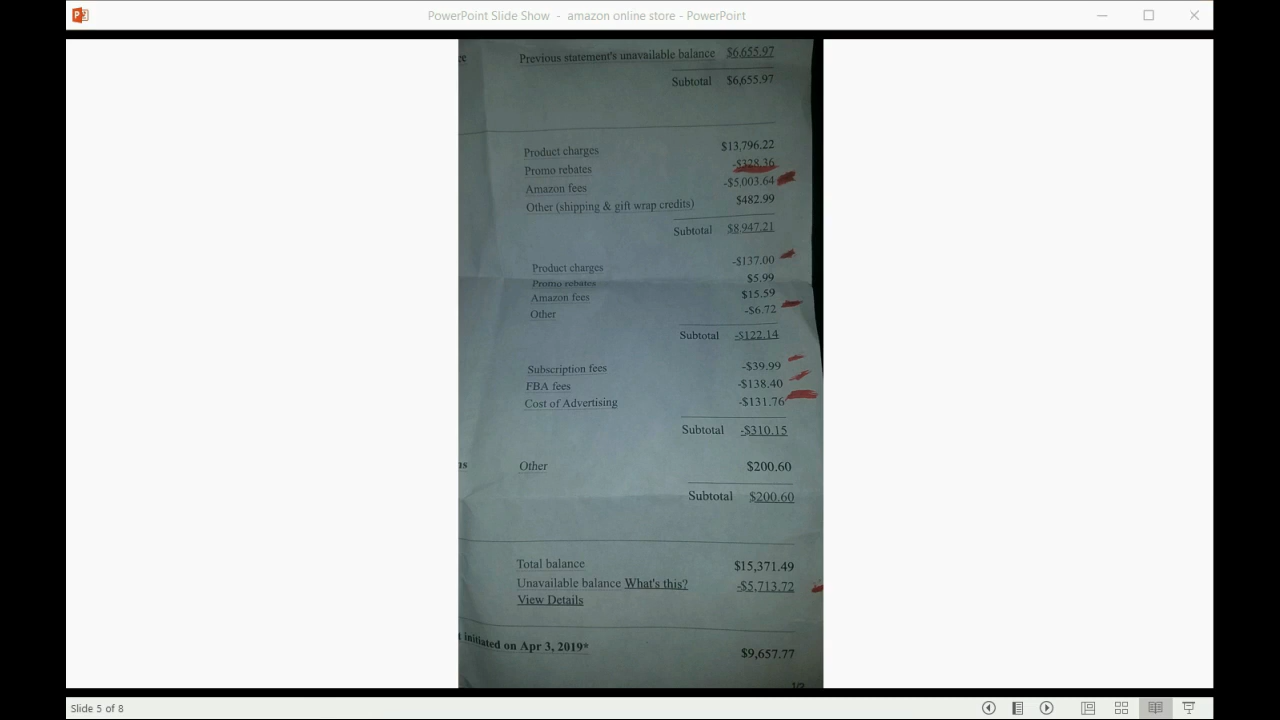 PowerPoint Slide Show - amazon online store - PowerPoint
Previous statement's unavailable balance $6,655.97
Subtotal $6,655.97
Product charges $13,796.22
Promo rebates -$328.36
Amazon fees -$5,003.64
Other (shipping & gift wrap credits) $482.99
Subtotal $8,947.21
Product charges -$137.00
Promo rebates $5.99
Amazon fees $15.59
Other -$6.72
Subtotal -$122.14
Subscription fees -$39.99
FBA fees -$138.40
Cost of Advertising -$131.76
Subtotal -$310.15
Other $200.60
Subtotal $200.60
Total balance $15,371.49
Unavailable balance What's this? -$5,713.72
View Details
initiated on Apr 3, 2019* $9,657.77
Slide 5 of 8